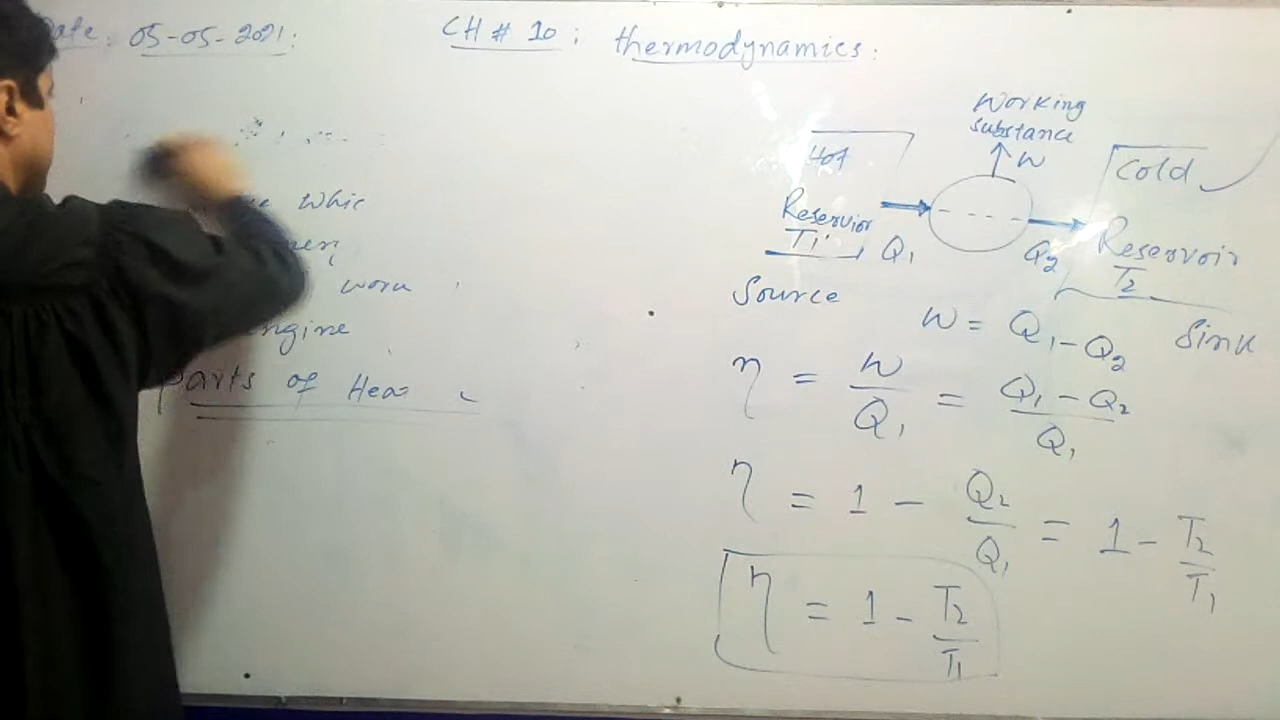 Date: 05-05-2021:
CH # 10: thermodynamics:
Whic
work
engine
Parts of Hea
Working
substance
W
Hot
Reservior
T1
Q1
Source
Cold
Reservoir
T2
Q2
Sink
W = Q1 - Q2
η = W/Q1 = Q1 - Q2/Q1
η = 1 - Q2/Q1 = 1 - T2/T1
η = 1 - T2/T1